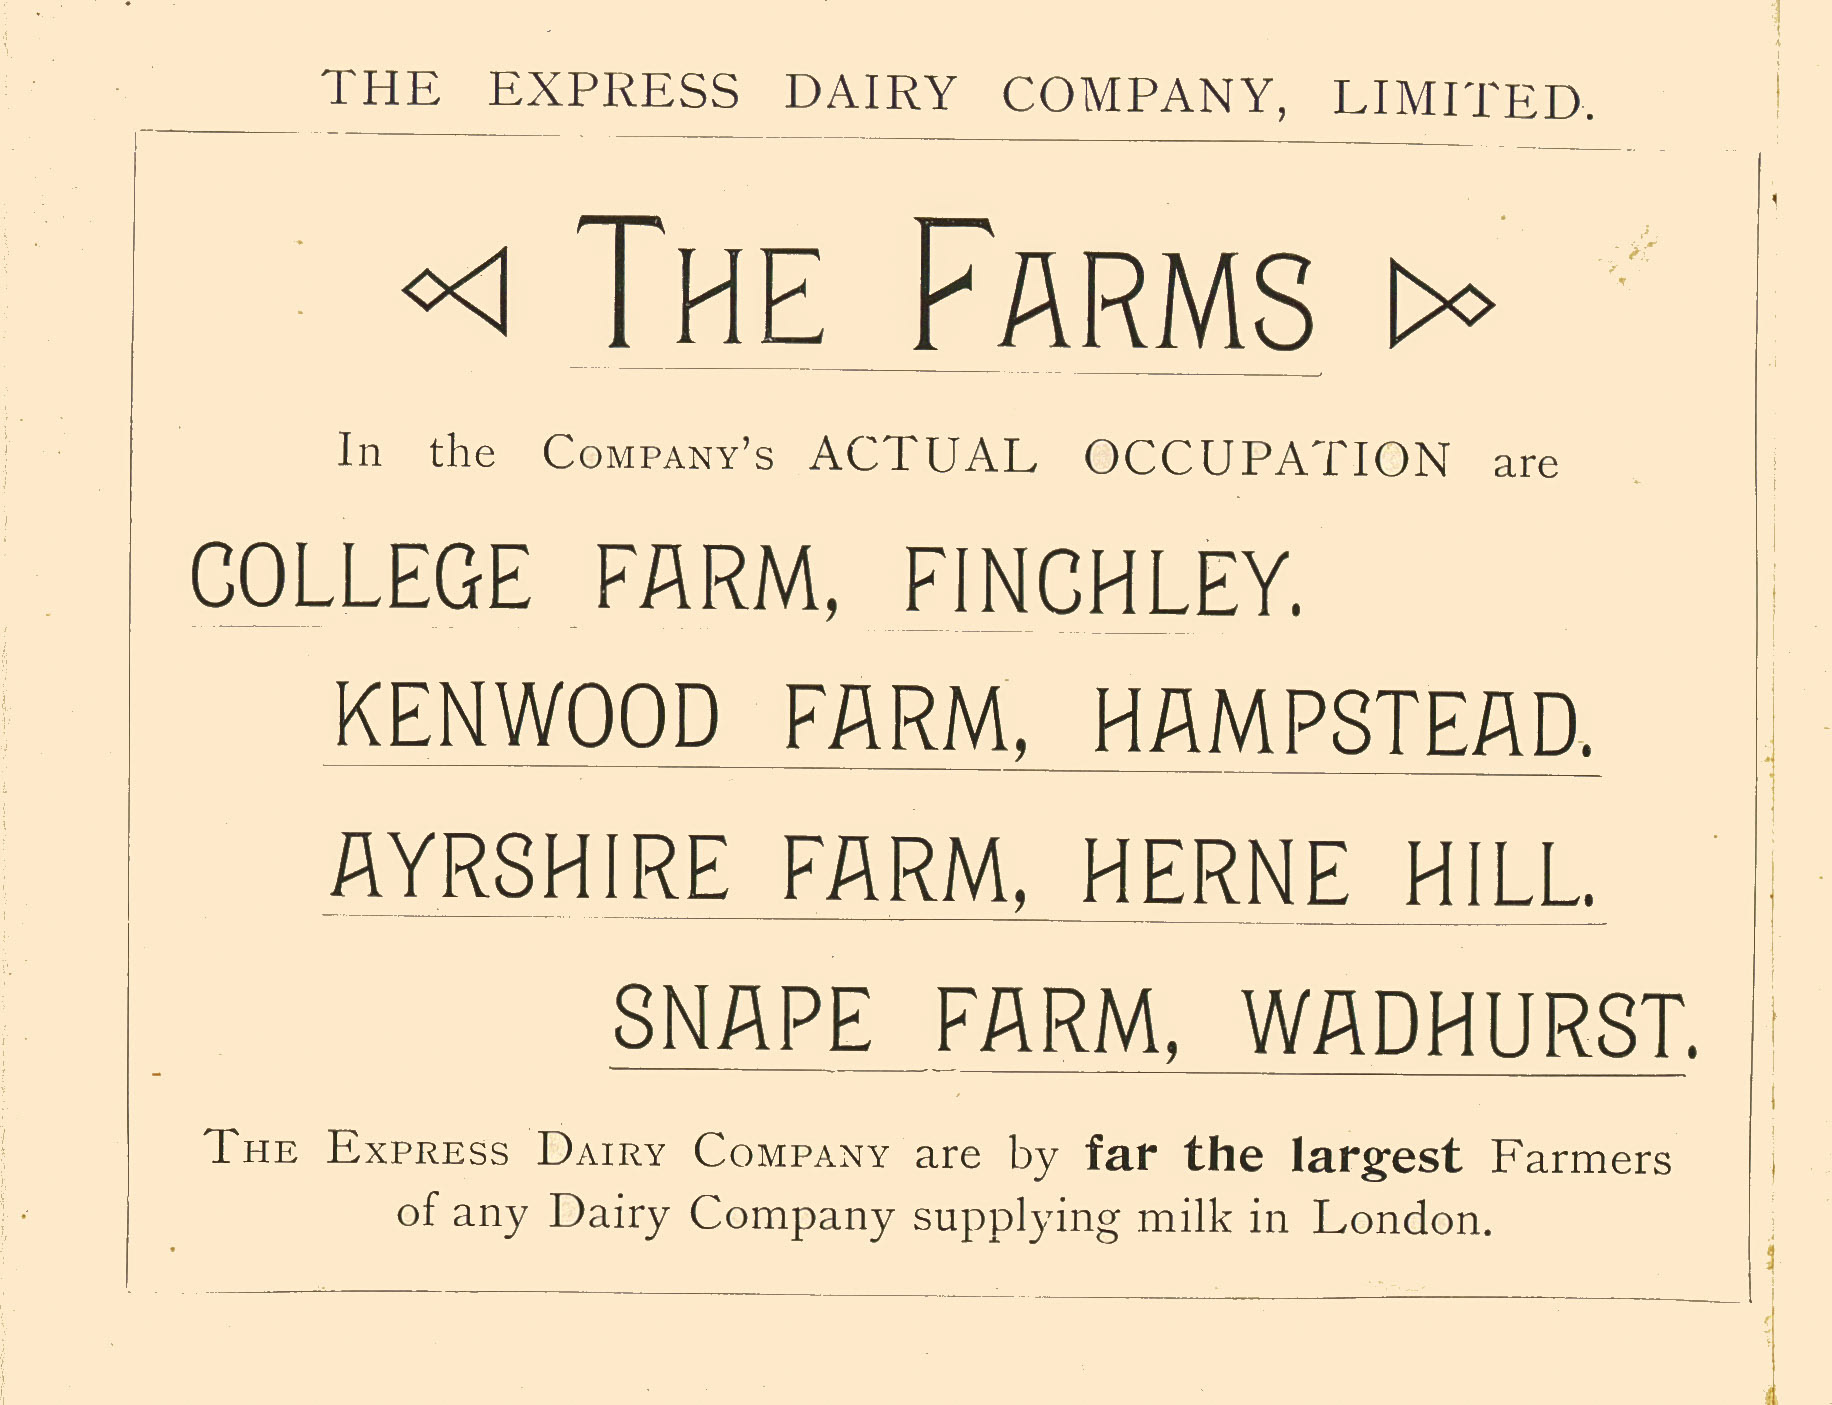 THE EXPRESS DAIRY COMPANY, LIMITED.
THE FARMS
In the COMPANY'S ACTUAL OCCUPATION are
COLLEGE FARM, FINCHLEY.
KENWOOD FARM, HAMPSTEAD.
AYRSHIRE FARM, HERNE HILL.
SNAPE FARM, WADHURST.
THE EXPRESS DAIRY COMPANY are by far the largest Farmers
of any Dairy Company supplying milk in London.